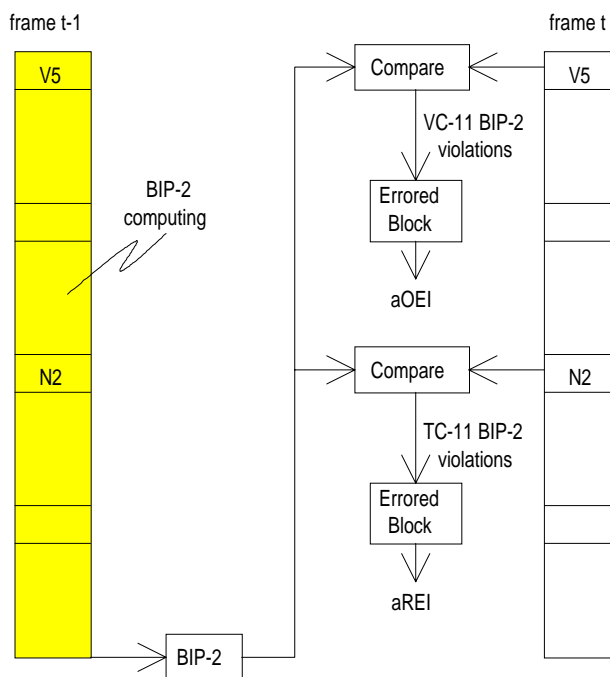 frame t-1
frame t
V5
Compare
V5
VC-11 BIP-2
violations
BIP-2
computing
Errored
Block
aOEI
N2
Compare
N2
TC-11 BIP-2
violations
Errored
Block
aREI
BIP-2